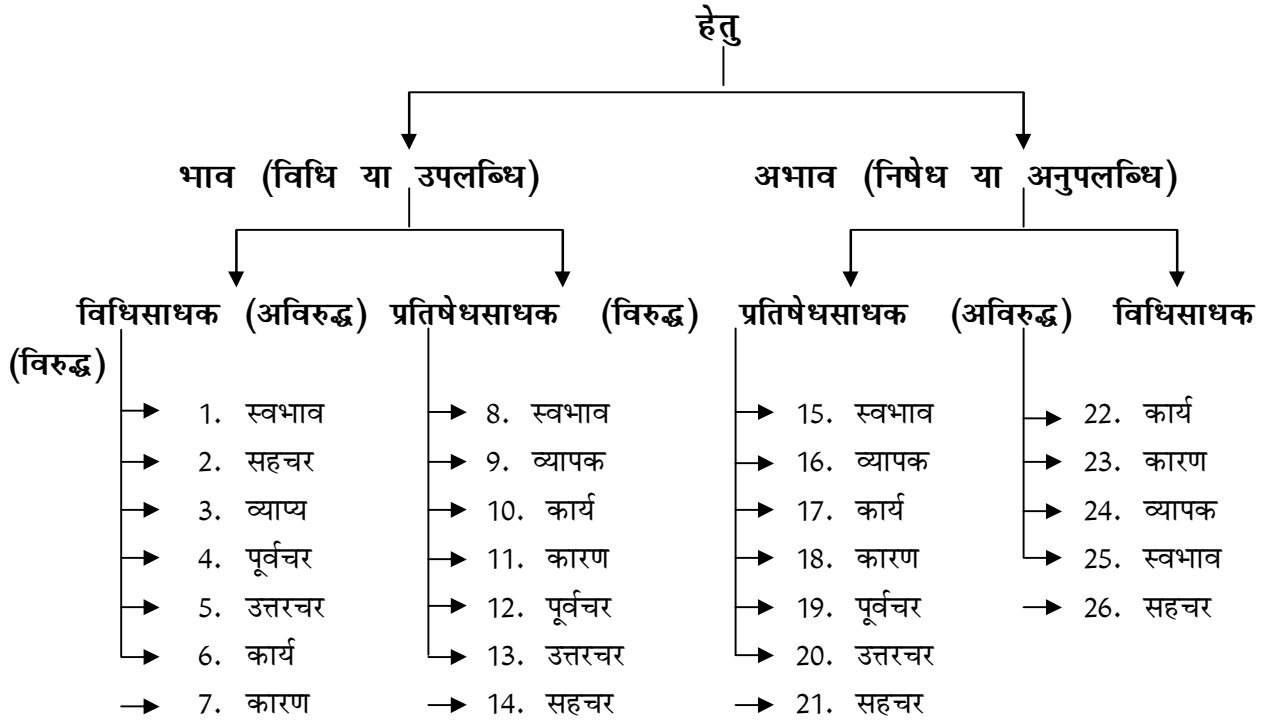 हेतु
भाव (विधि या उपलब्धि) अभाव (निषेध या अनुपलब्धि)
विधिसाधक (अविरुद्ध) प्रतिषेधसाधक (विरुद्ध) प्रतिषेधसाधक (अविरुद्ध) विधिसाधक
(विरुद्ध)
1. स्वभाव 8. स्वभाव 15. स्वभाव 22. कार्य
2. सहचर 9. व्यापक 16. व्यापक 23. कारण
3. व्याप्य 10. कार्य 17. कार्य 24. व्यापक
4. पूर्वचर 11. कारण 18. कारण 25. स्वभाव
5. उत्तरचर 12. पूर्वचर 19. पूर्वचर 26. सहचर
6. कार्य 13. उत्तरचर 20. उत्तरचर
7. कारण 14. सहचर 21. सहचर